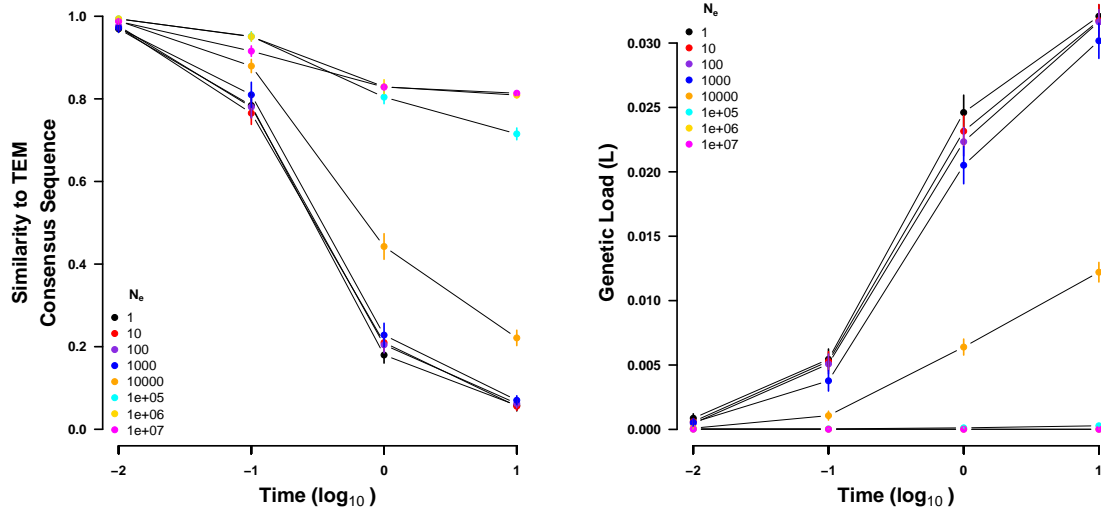 Similarity to TEM
Consensus Sequence
1.0
0.8
0.6
0.4
0.2
0.0
Nₑ
1
10
100
1000
10000
1e+05
1e+06
1e+07
−2
−1
0
1
Time (log₁₀ )
Genetic Load (L)
Nₑ
1
10
100
1000
10000
1e+05
1e+06
1e+07
0.030
0.025
0.020
0.015
0.010
0.005
0.000
−2
−1
0
1
Time (log₁₀ )